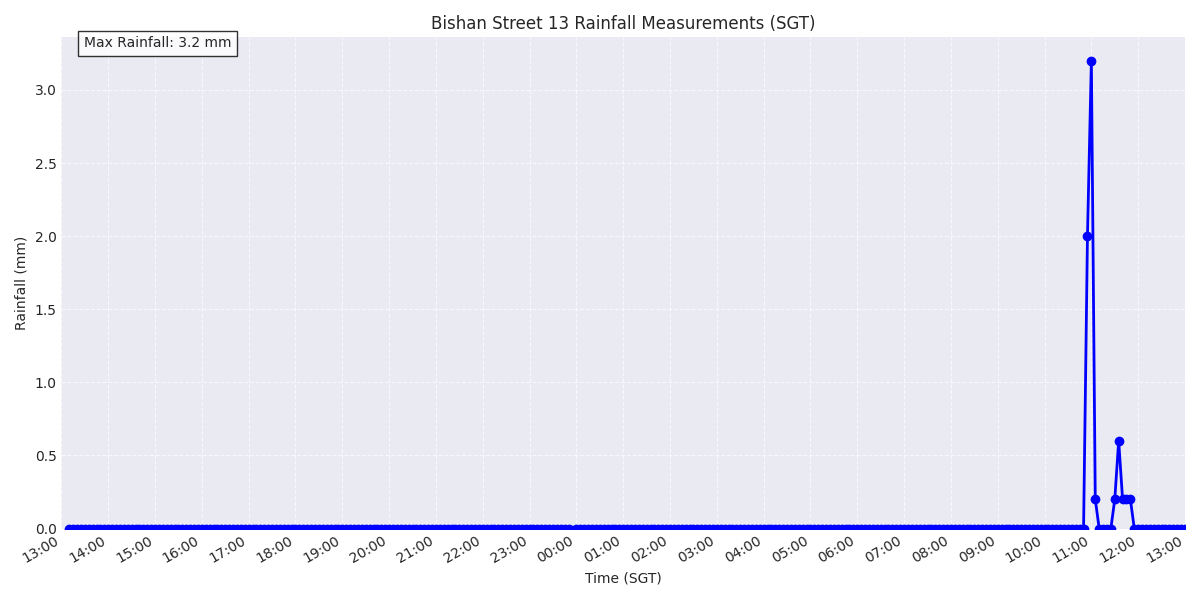 Bishan Street 13 Rainfall Measurements (SGT)
Max Rainfall: 3.2 mm
Rainfall (mm)
3.0
2.5
2.0
1.5
1.0
0.5
0.0
13:00 14:00 15:00 16:00 17:00 18:00 19:00 20:00 21:00 22:00 23:00 00:00 01:00 02:00 03:00 04:00 05:00 06:00 07:00 08:00 09:00 10:00 11:00 12:00 13:00
Time (SGT)